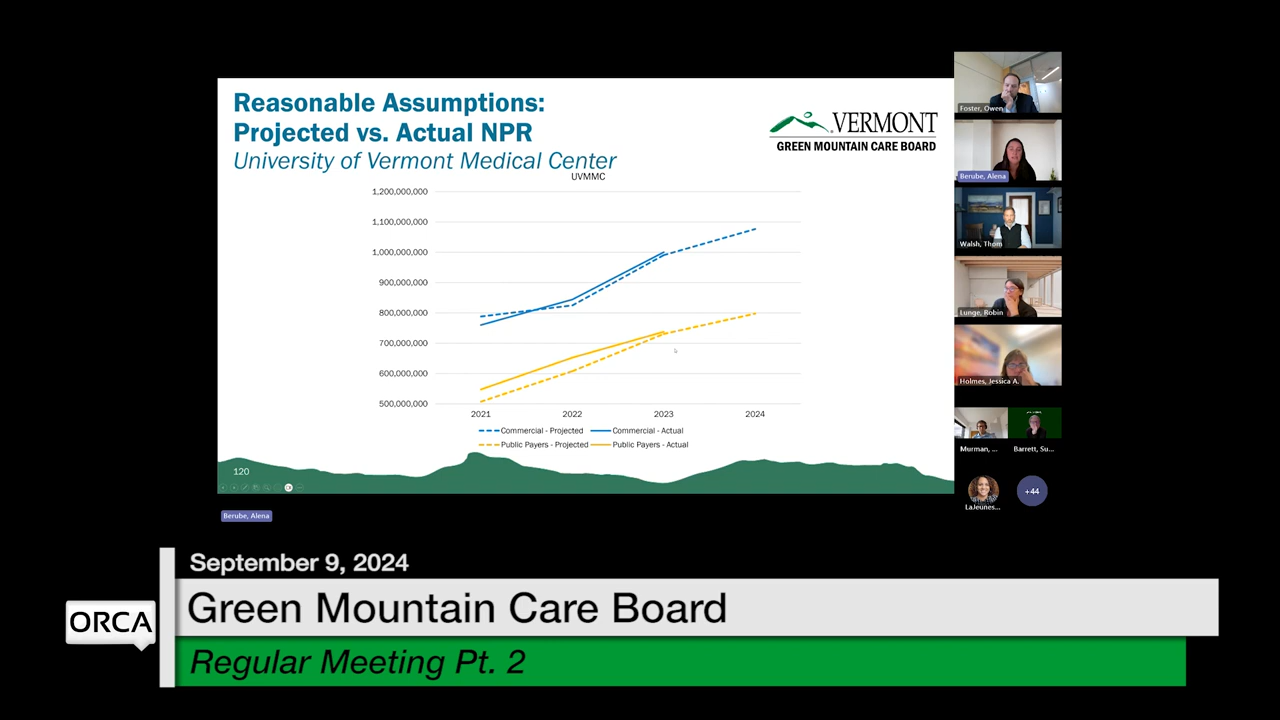 Reasonable Assumptions:
Projected vs. Actual NPR
University of Vermont Medical Center
VERMONT
GREEN MOUNTAIN CARE BOARD
UVMMC
1,200,000,000
1,100,000,000
1,000,000,000
900,000,000
800,000,000
700,000,000
600,000,000
500,000,000
2021 2022 2023 2024
Commercial - Projected Commercial - Actual
Public Payers - Projected Public Payers - Actual
120
Berube, Alena
Foster, Owen
Berube, Alena
Walsh, Thom
Lunge, Robin
Holmes, Jessica A.
Murman, ... Barrett, Su...
LaJeunes...
+44
September 9, 2024
Green Mountain Care Board
ORCA
Regular Meeting Pt. 2